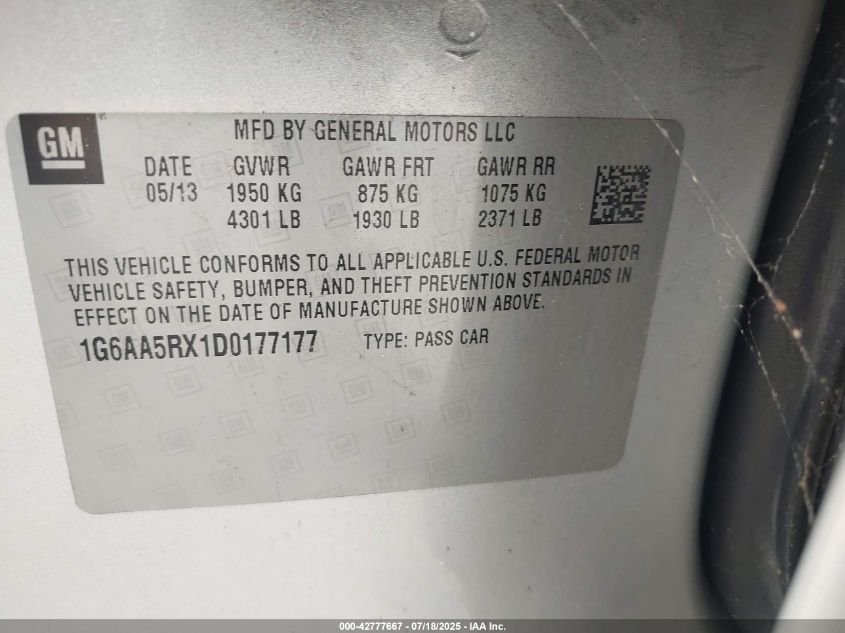 GM
MFD BY GENERAL MOTORS LLC
DATE GVWR GAWR FRT GAWR RR
05/13 1950 KG 875 KG 1075 KG
4301 LB 1930 LB 2371 LB
THIS VEHICLE CONFORMS TO ALL APPLICABLE U.S. FEDERAL MOTOR
VEHICLE SAFETY, BUMPER, AND THEFT PREVENTION STANDARDS IN
EFFECT ON THE DATE OF MANUFACTURE SHOWN ABOVE.
1G6AA5RX1D0177177 TYPE: PASS CAR
000-42777667 - 07/18/2025 - IAA Inc.